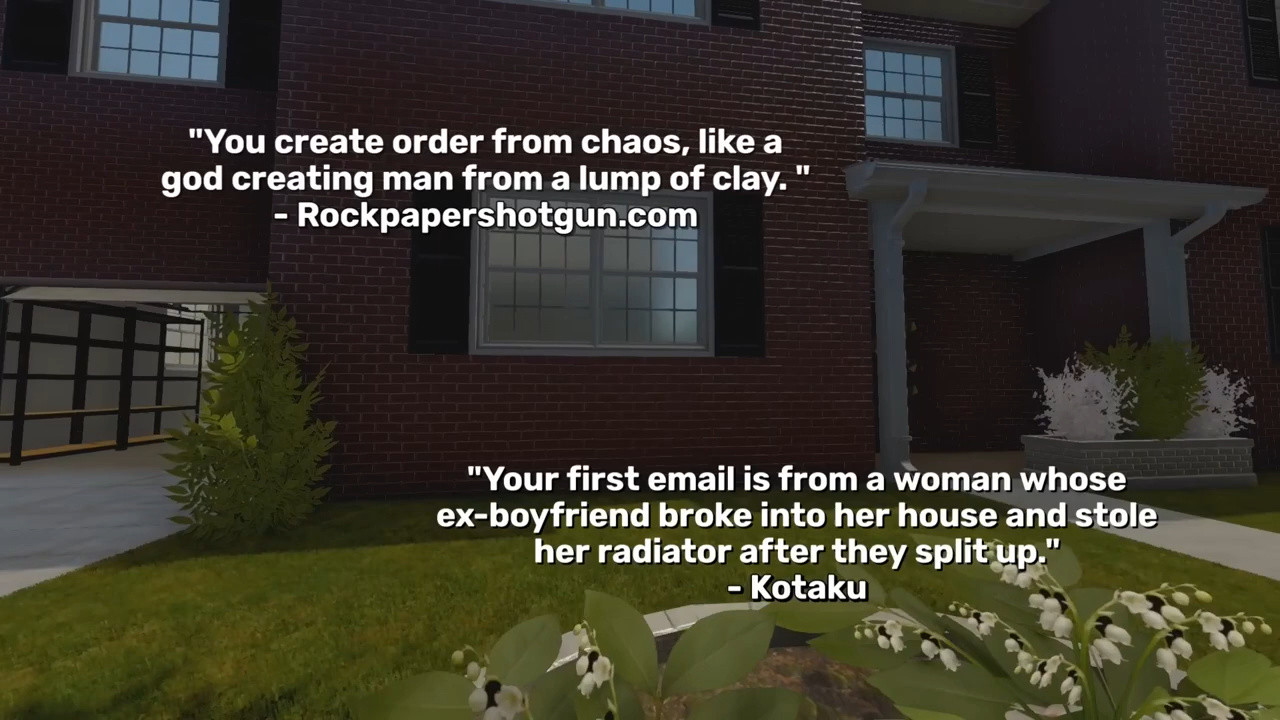 "You create order from chaos, like a
god creating man from a lump of clay. "
- Rockpapershotgun.com
"Your first email is from a woman whose
ex-boyfriend broke into her house and stole
her radiator after they split up."
- Kotaku